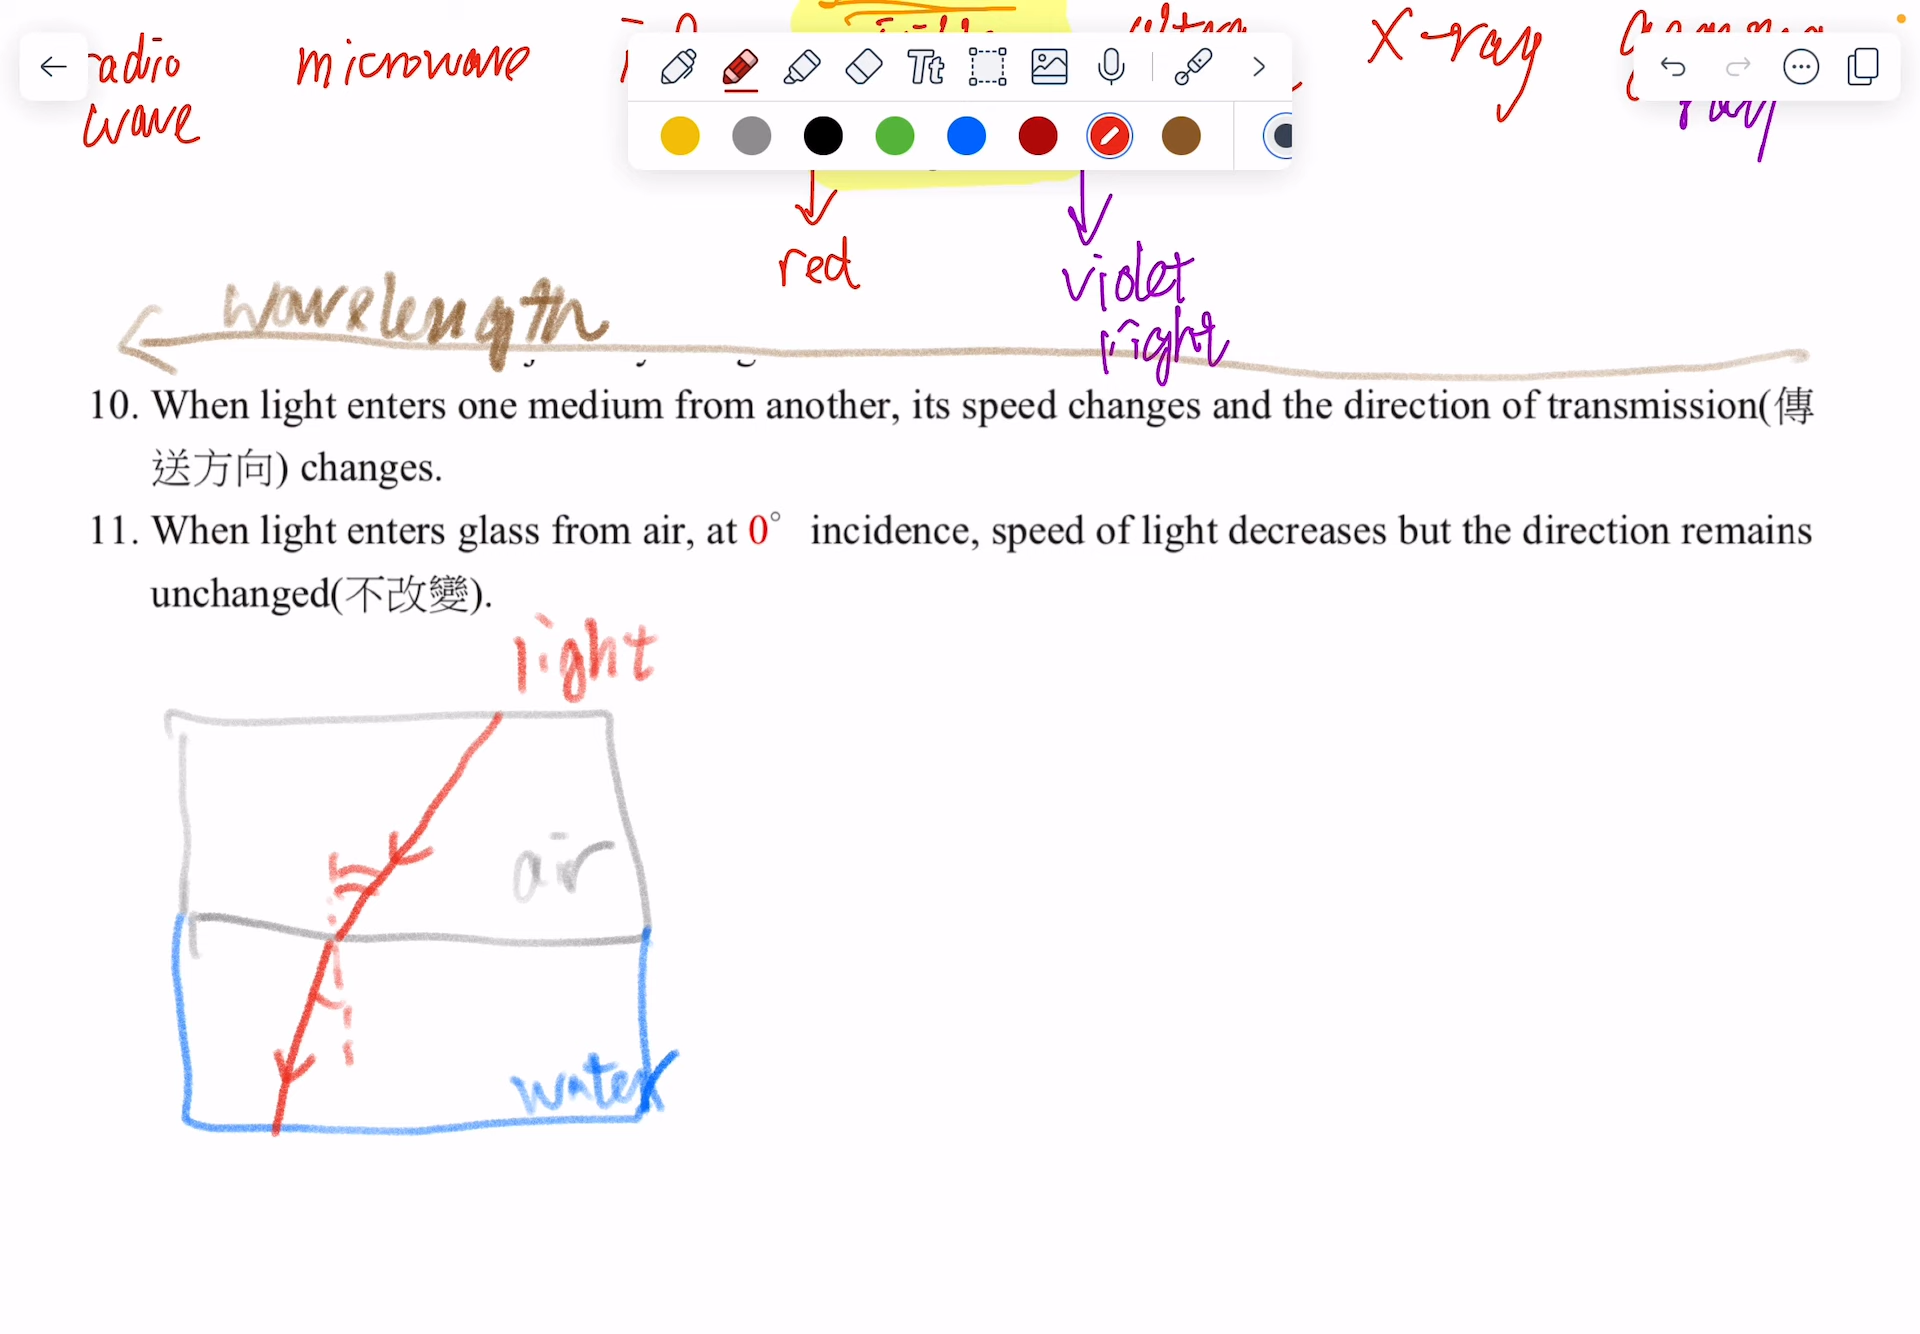 radio
wave
microwave
X-ray
ray
red
violet
light
wavelength
10. When light enters one medium from another, its speed changes and the direction of transmission(傳
送方向) changes.
11. When light enters glass from air, at 0° incidence, speed of light decreases but the direction remains
unchanged(不改變).
light
air
water
Tt